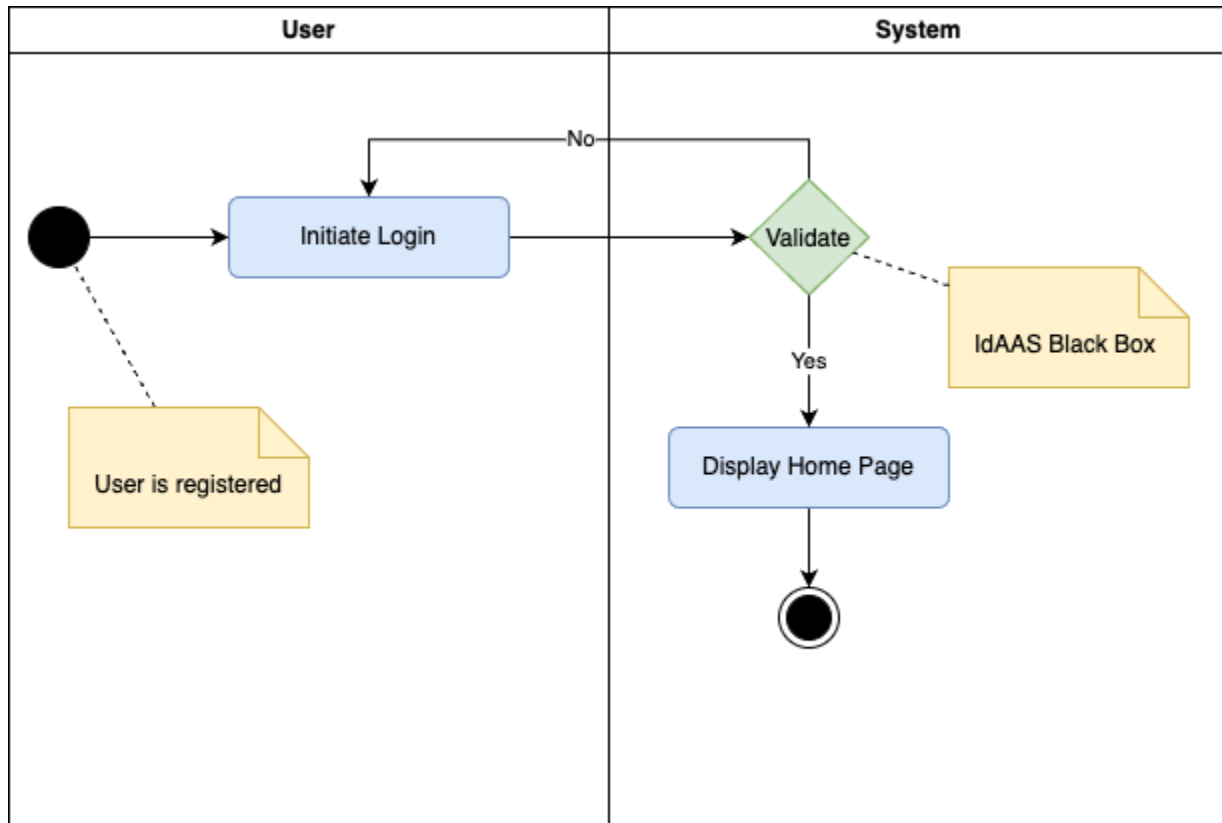 User
System
No
Initiate Login
Validate
IdAAS Black Box
Yes
Display Home Page
User is registered